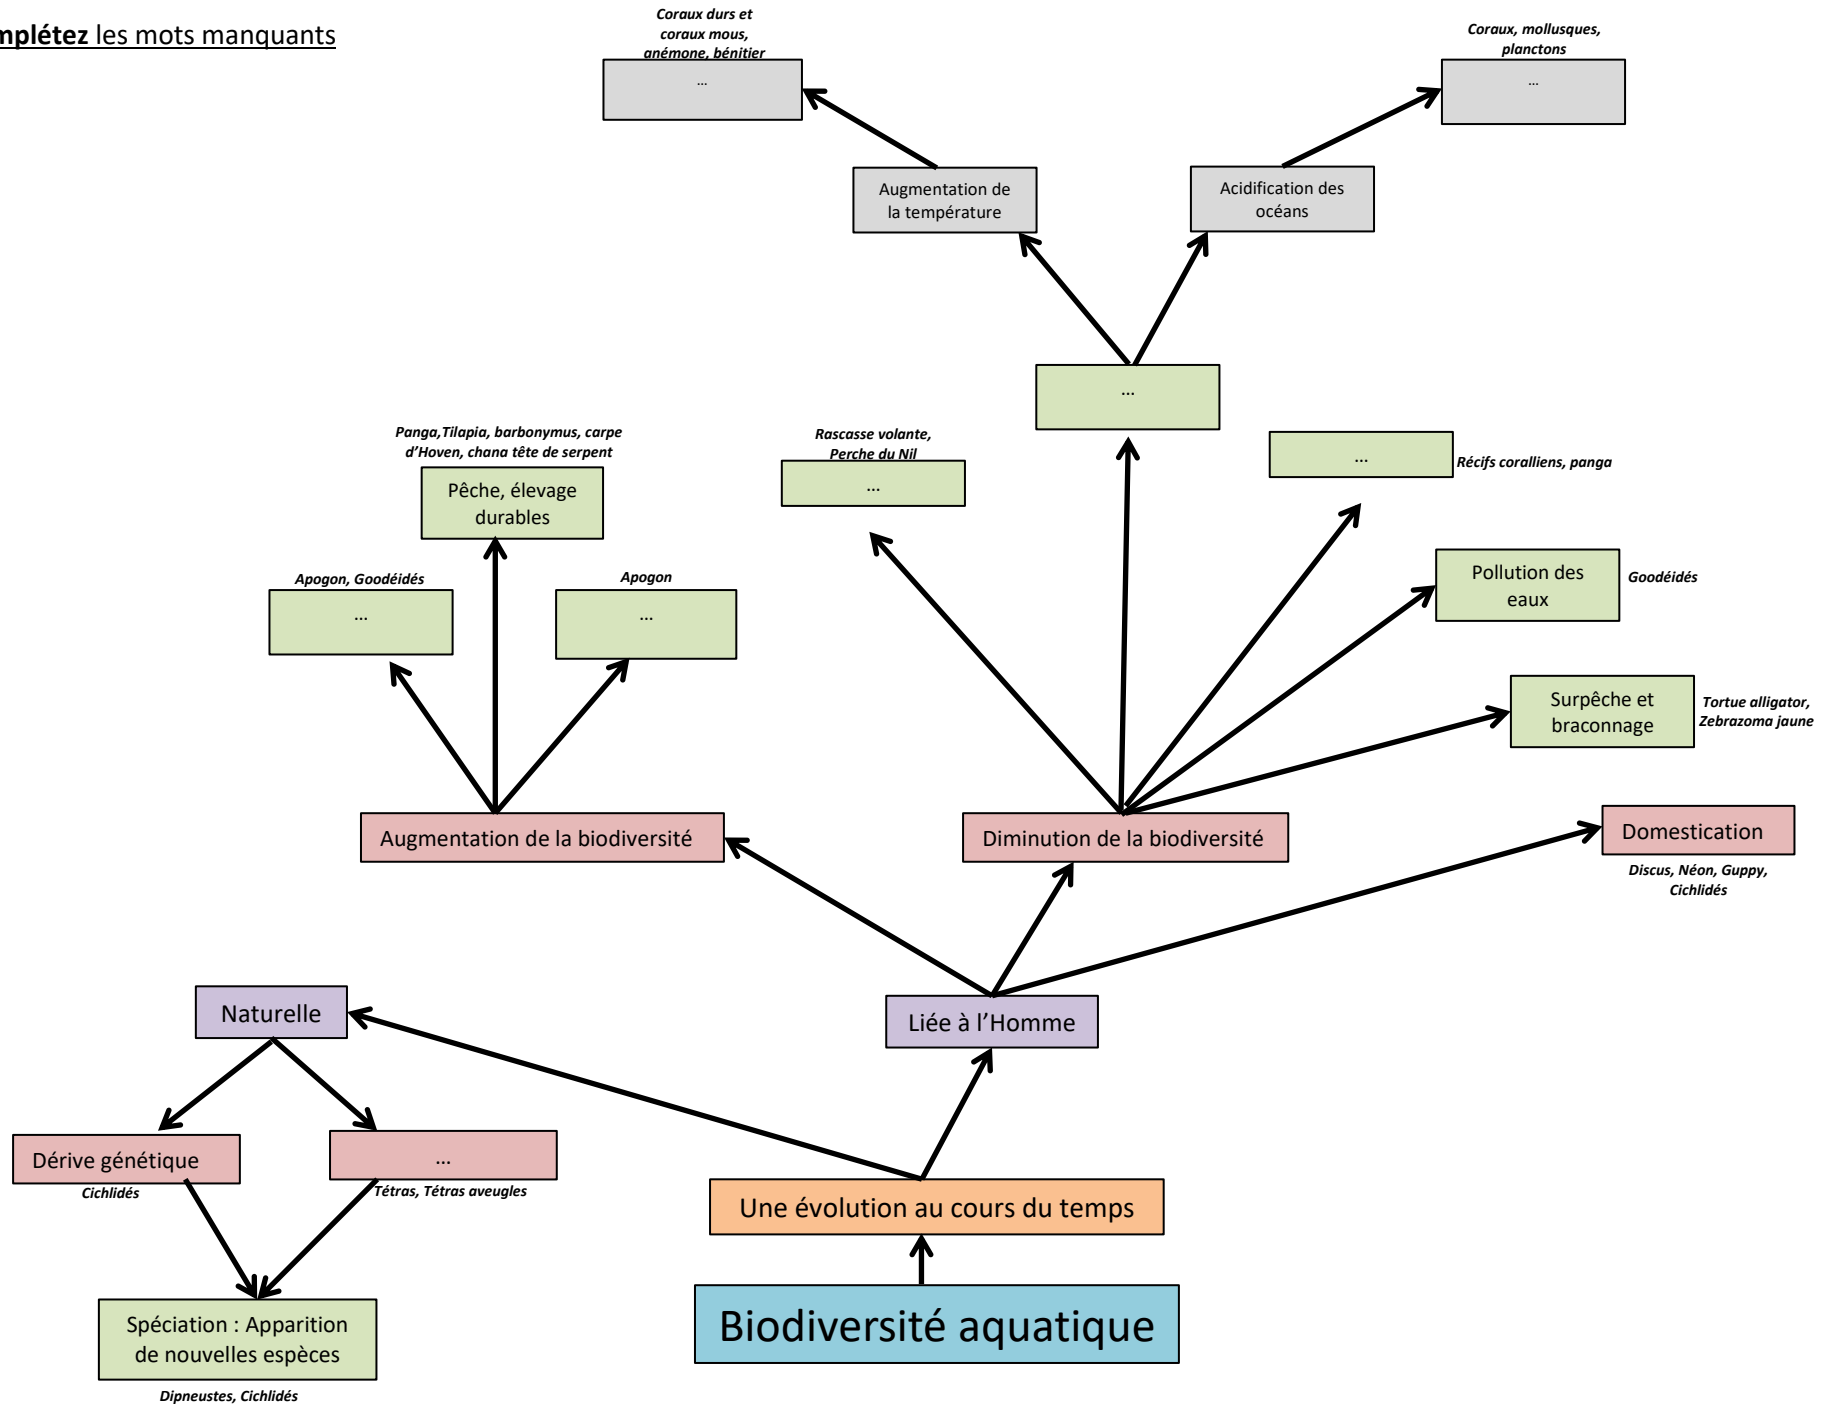 mplétez les mots manquants
Coraux durs et
coraux mous,
anémone, bénitier
...
Coraux, mollusques,
planctons
...
Augmentation de
la température
Acidification des
océans
...
Panga,Tilapia, barbonymus, carpe
d'Hoven, chana tête de serpent
Pêche, élevage
durables
Rascasse volante,
Perche du Nil
...
...
Récifs coralliens, panga
Apogon, Goodéidés
...
Apogon
...
Pollution des
eaux
Goodéidés
Surpêche et
braconnage
Tortue alligator,
Zebrazoma jaune
Augmentation de la biodiversité
Diminution de la biodiversité
Domestication
Discus, Néon, Guppy,
Cichlidés
Naturelle
Liée à l'Homme
Dérive génétique
Cichlidés
...
Tétras, Tétras aveugles
Une évolution au cours du temps
Spéciation : Apparition
de nouvelles espèces
Dipneustes, Cichlidés
Biodiversité aquatique